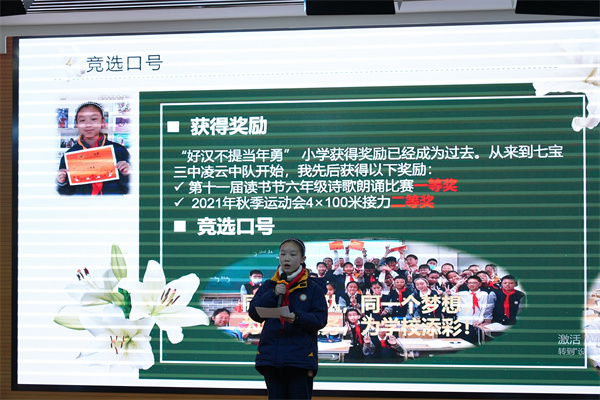 竞选口号
■ 获得奖励
“好汉不提当年勇” 小学获得奖励已经成为过去。从来到七宝
三中凌云中队开始，我先后获得以下奖励：
✓ 第十一届读书节六年级诗歌朗诵比赛一等奖
✓ 2021年秋季运动会4×100米接力二等奖
■ 竞选口号
同一个梦想
为学校添彩！
激活
转到“设